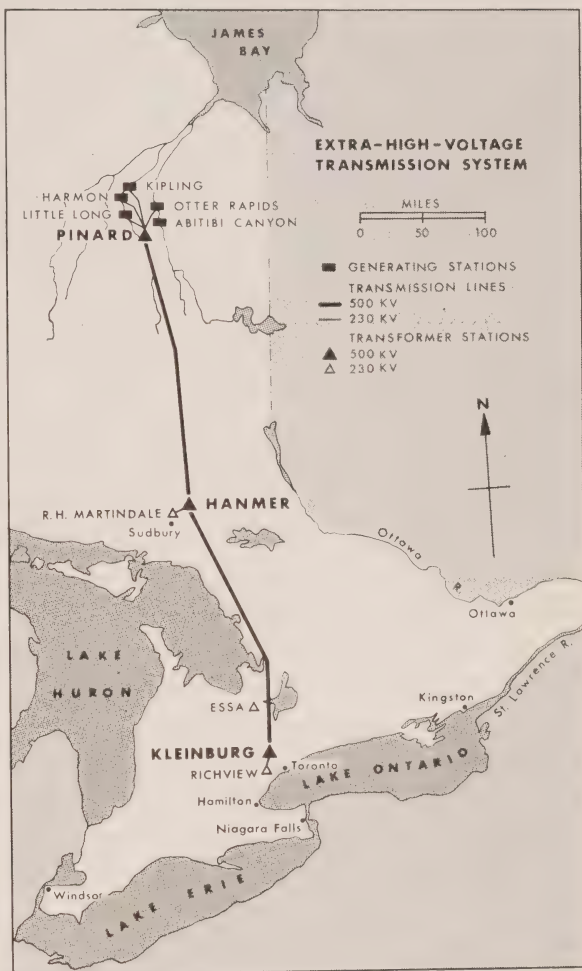 JAMES
BAY
EXTRA-HIGH-VOLTAGE
TRANSMISSION SYSTEM
MILES
0 50 100
GENERATING STATIONS
TRANSMISSION LINES
500 KV
230 KV
TRANSFORMER STATIONS
500 KV
230 KV
KIPLING
HARMON
OTTER RAPIDS
LITTLE LONG
ABITIBI CANYON
PINARD
N
HANMER
R.H. MARTINDALE
Sudbury
Ottawa
R.
Ottawa
LAKE
HURON
ESSA
Kingston
St. Lawrence R.
KLEINBURG
RICHVIEW
Toronto
LAKE ONTARIO
Hamilton
Niagara Falls
Windsor
LAKE ERIE